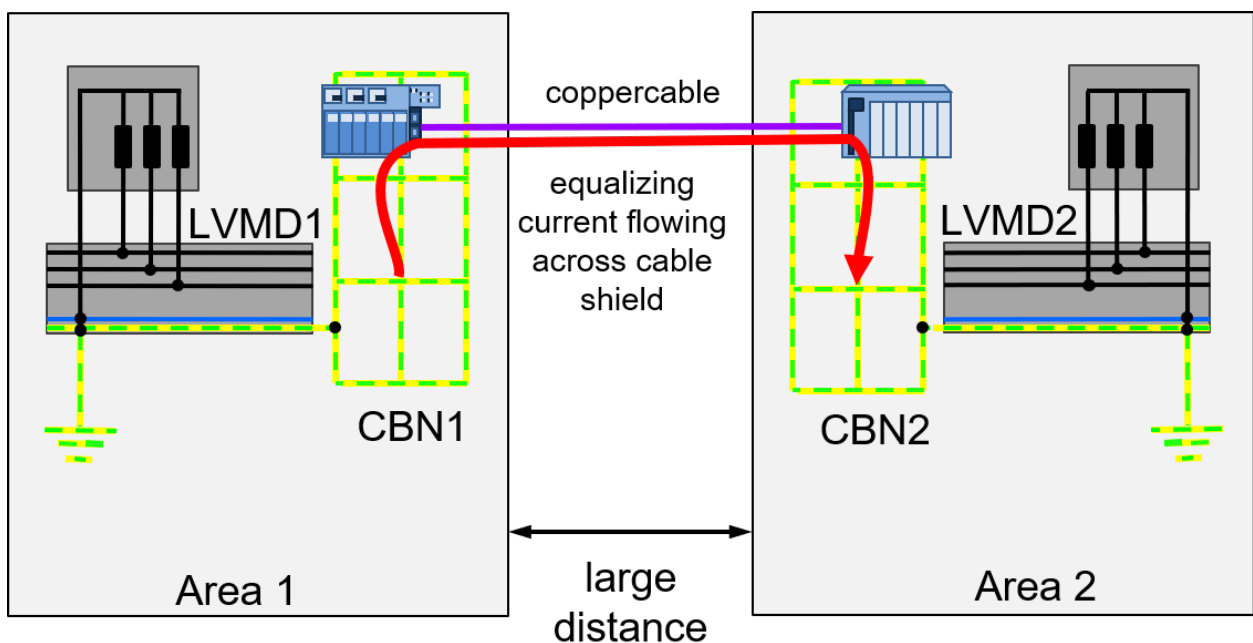 coppercable
equalizing
current flowing
across cable
shield
LVMD1
LVMD2
CBN1
CBN2
Area 1
large
distance
Area 2